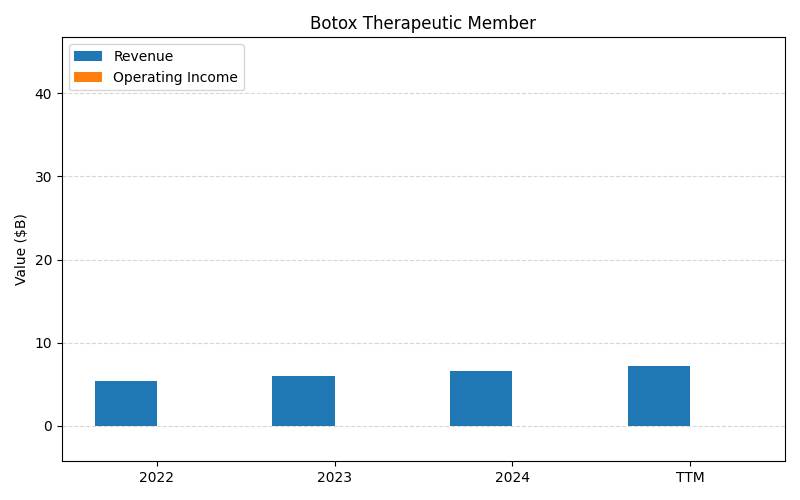 Botox Therapeutic Member
Revenue
Operating Income
Value ($B)
40
30
20
10
0
2022
2023
2024
TTM